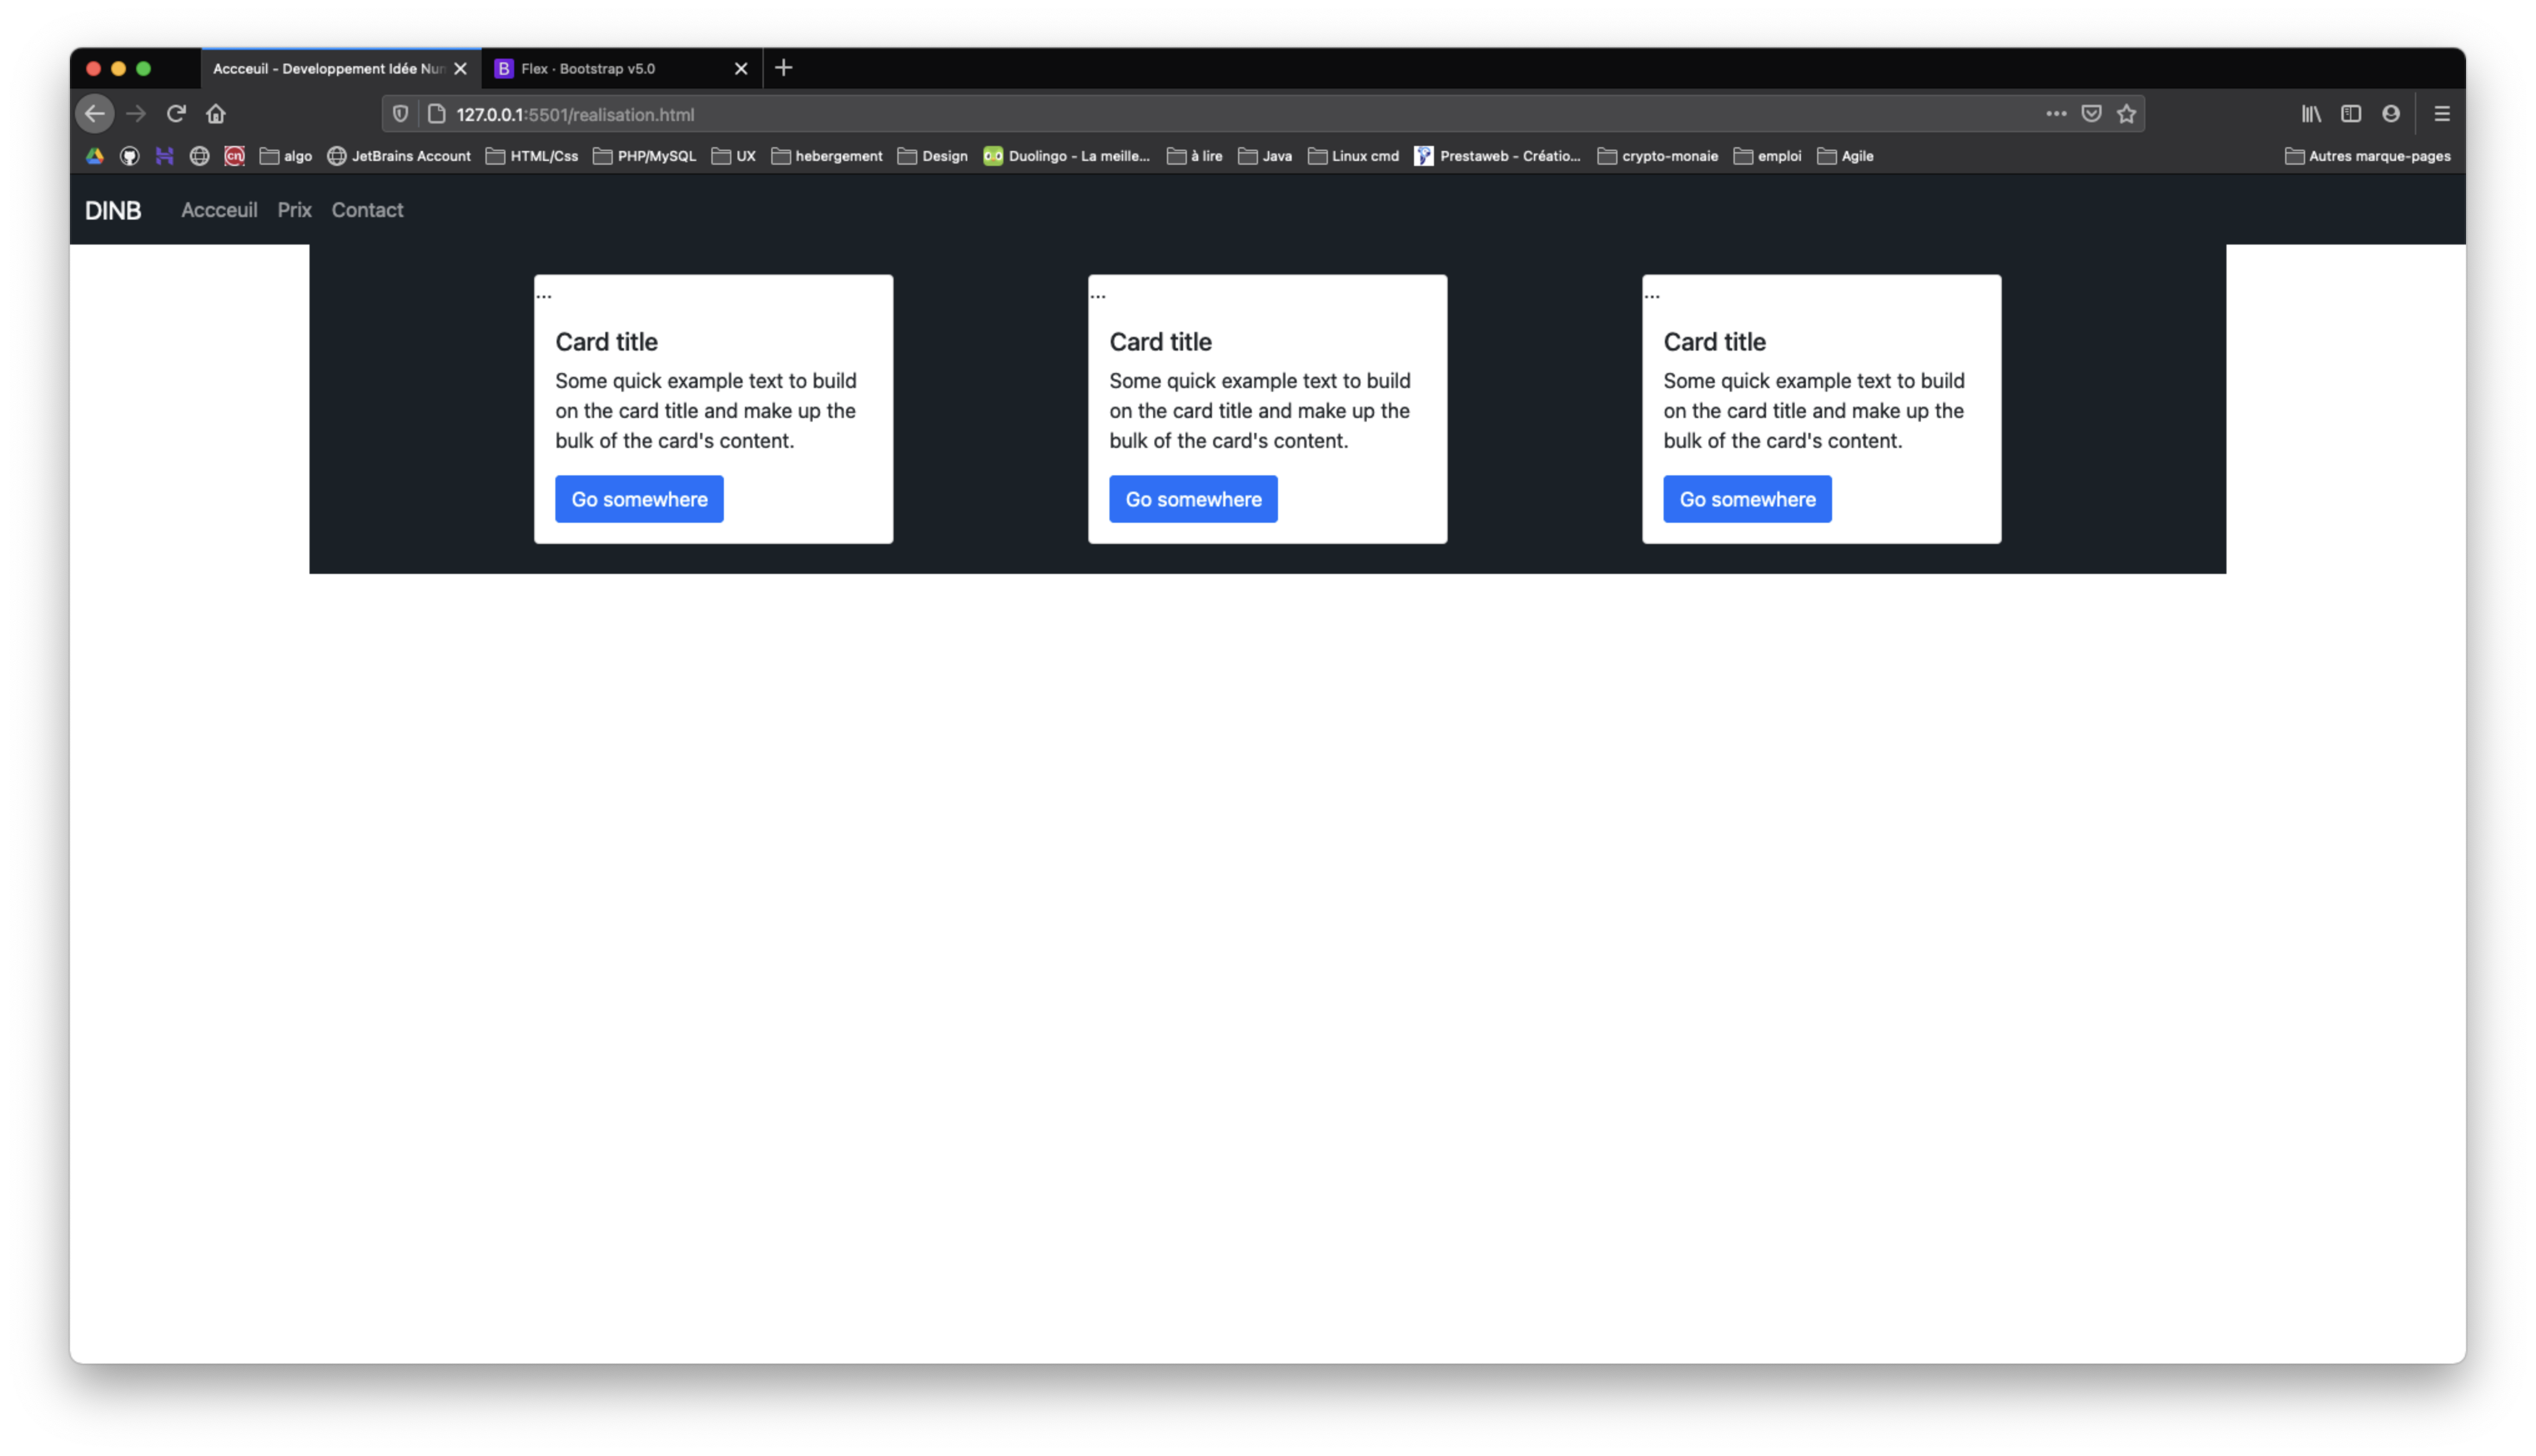 Accceuil - Developpement Idée Nur
Flex · Bootstrap v5.0
127.0.0.1:5501/realisation.html
cn algo JetBrains Account HTML/Css PHP/MySQL UX hebergement Design Duolingo - La meille... à lire Java Linux cmd Prestaweb - Créatio... crypto-monaie emploi Agile Autres marque-pages
DINB Accceuil Prix Contact
... ... ...
Card title
Some quick example text to build
on the card title and make up the
bulk of the card's content.
Go somewhere
Card title
Some quick example text to build
on the card title and make up the
bulk of the card's content.
Go somewhere
Card title
Some quick example text to build
on the card title and make up the
bulk of the card's content.
Go somewhere